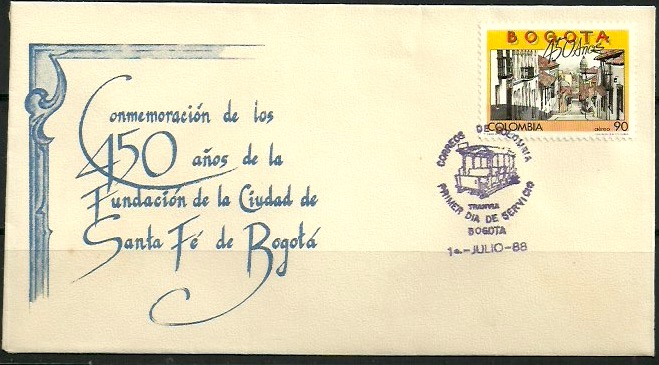 Conmemoración de los
450 años de la
Fundación de la Ciudad de
Santa Fé de Bogotá
BOGOTA
450 Años
COLOMBIA aéreo 90
CORREOS DE COLOMBIA
TRANVIA
PRIMER DIA DE SERVICIO
BOGOTA
1o.-JULIO-88